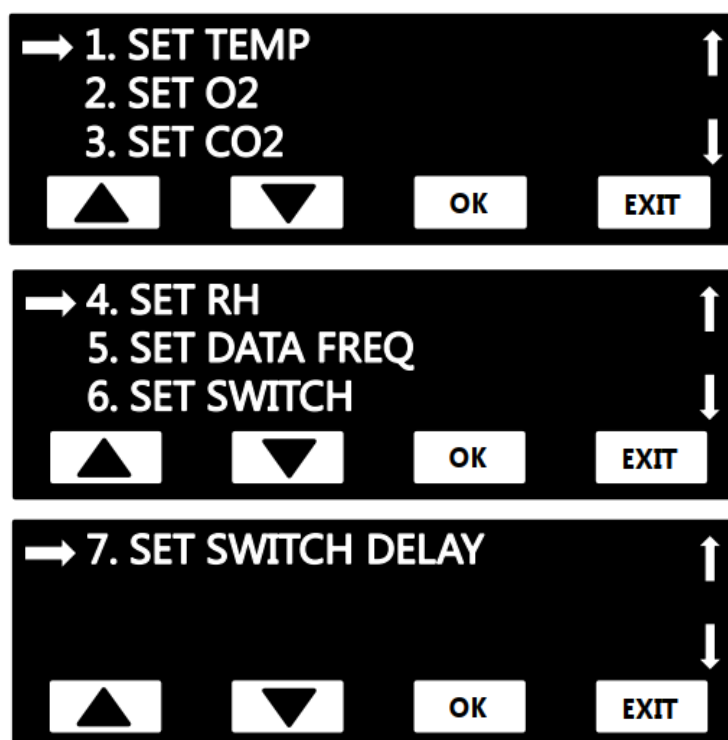 1. SET TEMP
2. SET O2
3. SET CO2
OK EXIT
4. SET RH
5. SET DATA FREQ
6. SET SWITCH
OK EXIT
7. SET SWITCH DELAY
OK EXIT